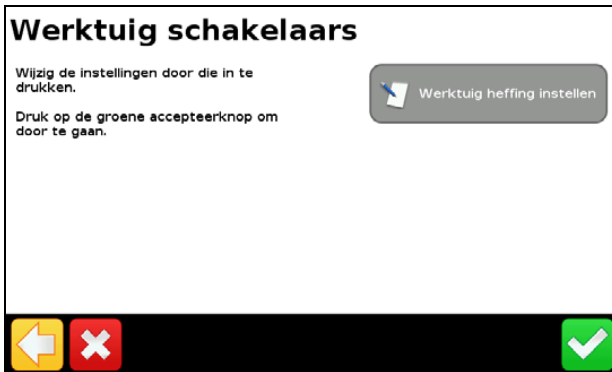 Werktuig schakelaars
Wijzig de instellingen door die in te
drukken.
Druk op de groene accepteerknop om
door te gaan.
Werktuig heffing instellen